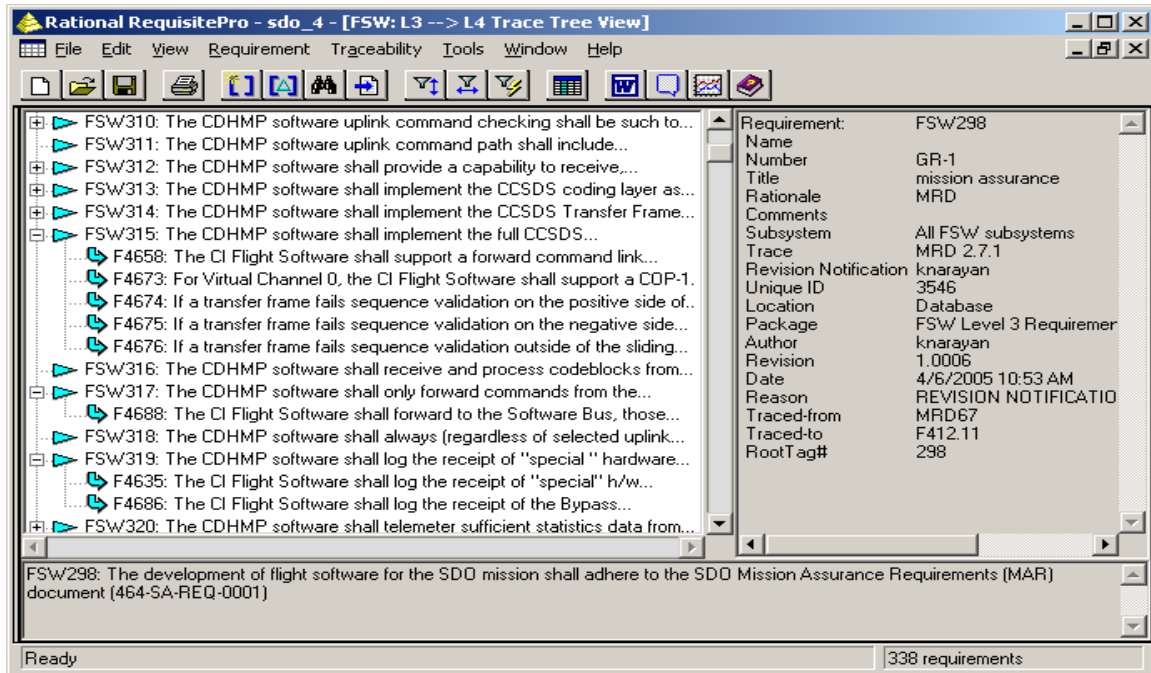 Rational RequisitePro - sdo_4 - [FSW: L3 --> L4 Trace Tree View]
File Edit View Requirement Traceability Tools Window Help
FSW310: The CDHMP software uplink command checking shall be such to...
FSW311: The CDHMP software uplink command path shall include...
FSW312: The CDHMP software shall provide a capability to receive,...
FSW313: The CDHMP software shall implement the CCSDS coding layer as...
FSW314: The CDHMP software shall implement the CCSDS Transfer Frame...
FSW315: The CDHMP software shall implement the full CCSDS...
F4658: The CI Flight Software shall support a forward command link...
F4673: For Virtual Channel 0, the CI Flight Software shall support a COP-1.
F4674: If a transfer frame fails sequence validation on the positive side of..
F4675: If a transfer frame fails sequence validation on the negative side...
F4676: If a transfer frame fails sequence validation outside of the sliding...
FSW316: The CDHMP software shall receive and process codeblocks from...
FSW317: The CDHMP software shall only forward commands from the...
F4688: The CI Flight Software shall forward to the Software Bus, those...
FSW318: The CDHMP software shall always (regardless of selected uplink...
FSW319: The CDHMP software shall log the receipt of "special " hardware...
F4635: The CI Flight Software shall log the receipt of "special" h/w...
F4686: The CI Flight Software shall log the receipt of the Bypass...
FSW320: The CDHMP software shall telemeter sufficient statistics data from...
Requirement: FSW298
Name
Number GR-1
Title mission assurance
Rationale MRD
Comments
Subsystem All FSW subsystems
Trace MRD 2.7.1
Revision Notification knarayan
Unique ID 3546
Location Database
Package FSW Level 3 Requiremer
Author knarayan
Revision 1.0006
Date 4/6/2005 10:53 AM
Reason REVISION NOTIFICATIO
Traced-from MRD67
Traced-to F412.11
RootTag# 298
FSW298: The development of flight software for the SDO mission shall adhere to the SDO Mission Assurance Requirements (MAR)
document (464-SA-REQ-0001)
Ready 338 requirements